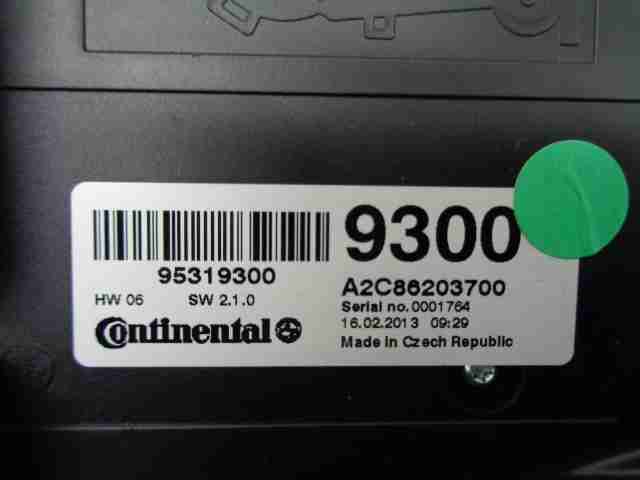 9300
95319300
A2C86203700
HW 06 SW 2.1.0
Serial no. 0001764
16.02.2013 09:29
Continental
Made in Czech Republic